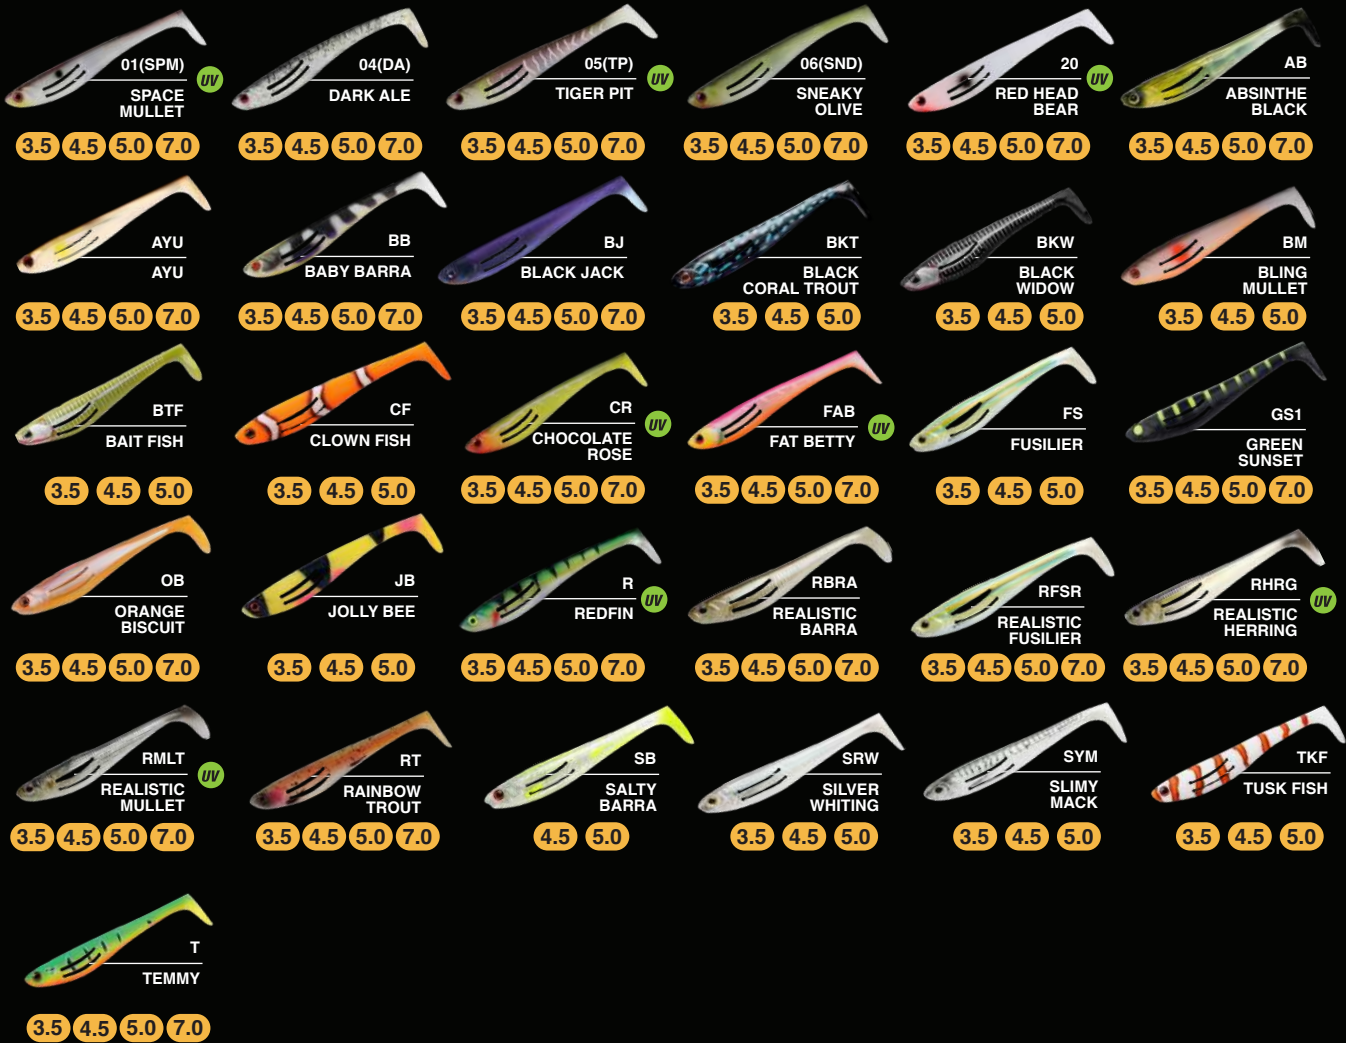 01(SPM)
UV
SPACE
MULLET
3.5 4.5 5.0 7.0
04(DA)
DARK ALE
3.5 4.5 5.0 7.0
05(TP)
UV
TIGER PIT
3.5 4.5 5.0 7.0
06(SND)
SNEAKY
OLIVE
3.5 4.5 5.0 7.0
20
UV
RED HEAD
BEAR
3.5 4.5 5.0 7.0
AB
ABSINTHE
BLACK
3.5 4.5 5.0 7.0
AYU
AYU
3.5 4.5 5.0 7.0
BB
BABY BARRA
3.5 4.5 5.0 7.0
BJ
BLACK JACK
3.5 4.5 5.0 7.0
BKT
BLACK
CORAL TROUT
3.5 4.5 5.0
BKW
BLACK
WIDOW
3.5 4.5 5.0
BM
BLING
MULLET
3.5 4.5 5.0
BTF
BAIT FISH
3.5 4.5 5.0
CF
CLOWN FISH
3.5 4.5 5.0
CR
UV
CHOCOLATE
ROSE
3.5 4.5 5.0 7.0
FAB
UV
FAT BETTY
3.5 4.5 5.0 7.0
FS
FUSILIER
3.5 4.5 5.0
GS1
GREEN
SUNSET
3.5 4.5 5.0 7.0
OB
ORANGE
BISCUIT
3.5 4.5 5.0 7.0
JB
JOLLY BEE
3.5 4.5 5.0
R
UV
REDFIN
3.5 4.5 5.0 7.0
RBRA
REALISTIC
BARRA
3.5 4.5 5.0 7.0
RFSR
REALISTIC
FUSILIER
3.5 4.5 5.0 7.0
RHRG
UV
REALISTIC
HERRING
3.5 4.5 5.0 7.0
RMLT
UV
REALISTIC
MULLET
3.5 4.5 5.0 7.0
RT
RAINBOW
TROUT
3.5 4.5 5.0 7.0
SB
SALTY
BARRA
4.5 5.0
SRW
SILVER
WHITING
3.5 4.5 5.0
SYM
SLIMY
MACK
3.5 4.5 5.0
TKF
TUSK FISH
3.5 4.5 5.0
T
TEMMY
3.5 4.5 5.0 7.0